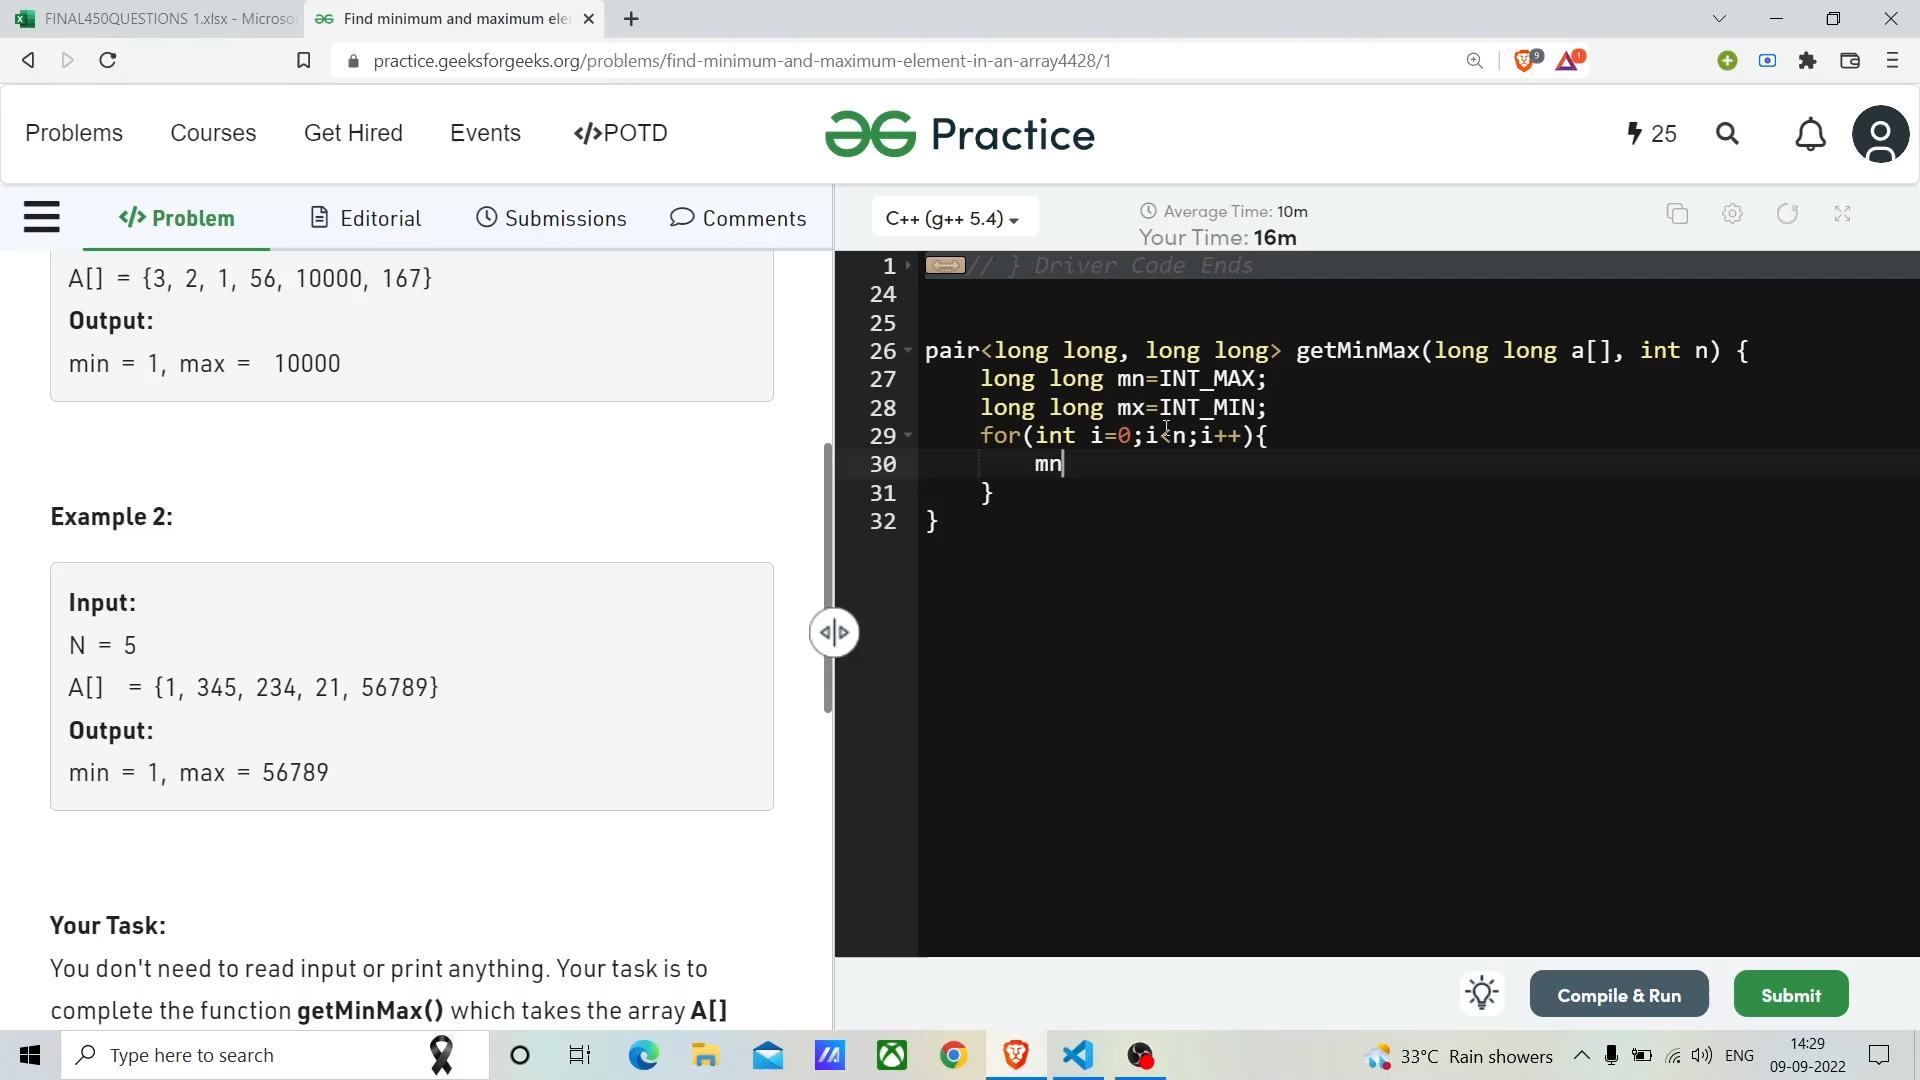 FINAL450QUESTIONS 1.xlsx - Microso
Find minimum and maximum ele
practice.geeksforgeeks.org/problems/find-minimum-and-maximum-element-in-an-array4428/1
9
1
Problems
Courses
Get Hired
Events
</>POTD
Practice
25
</> Problem
Editorial
Submissions
Comments
C++ (g++ 5.4)
Average Time: 10m
Your Time: 16m
A[] = {3, 2, 1, 56, 10000, 167}
Output:
min = 1, max =  10000
Example 2:
Input:
N = 5
A[]  = {1, 345, 234, 21, 56789}
Output:
min = 1, max = 56789
Your Task:
You don't need to read input or print anything. Your task is to
complete the function getMinMax() which takes the array A[]
1 // } Driver Code Ends
24
25
26 pair<long long, long long> getMinMax(long long a[], int n) {
27     long long mn=INT_MAX;
28     long long mx=INT_MIN;
29     for(int i=0;i<n;i++){
30         mn
31     }
32 }
Compile & Run
Submit
Type here to search
33°C Rain showers
ENG
14:29
09-09-2022